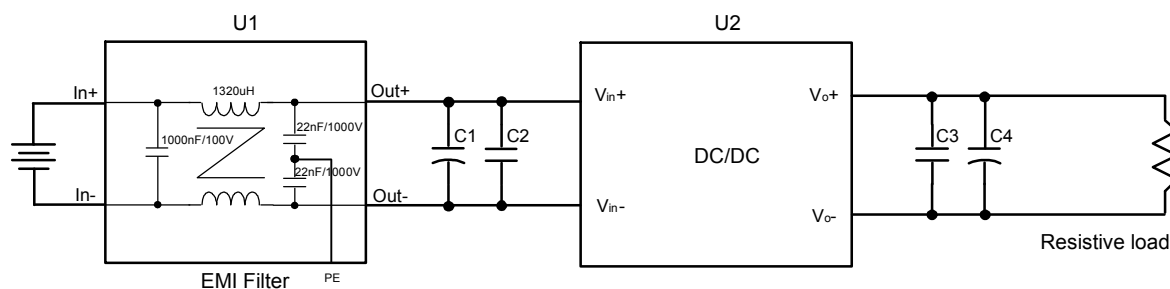 U1
U2
In+
1320uH
Out+
Vin+
Vo+
1000nF/100V
22nF/1000V
C1
C2
DC/DC
C3
C4
22nF/1000V
In-
Out-
Vin-
Vo-
Resistive load
EMI Filter
PE